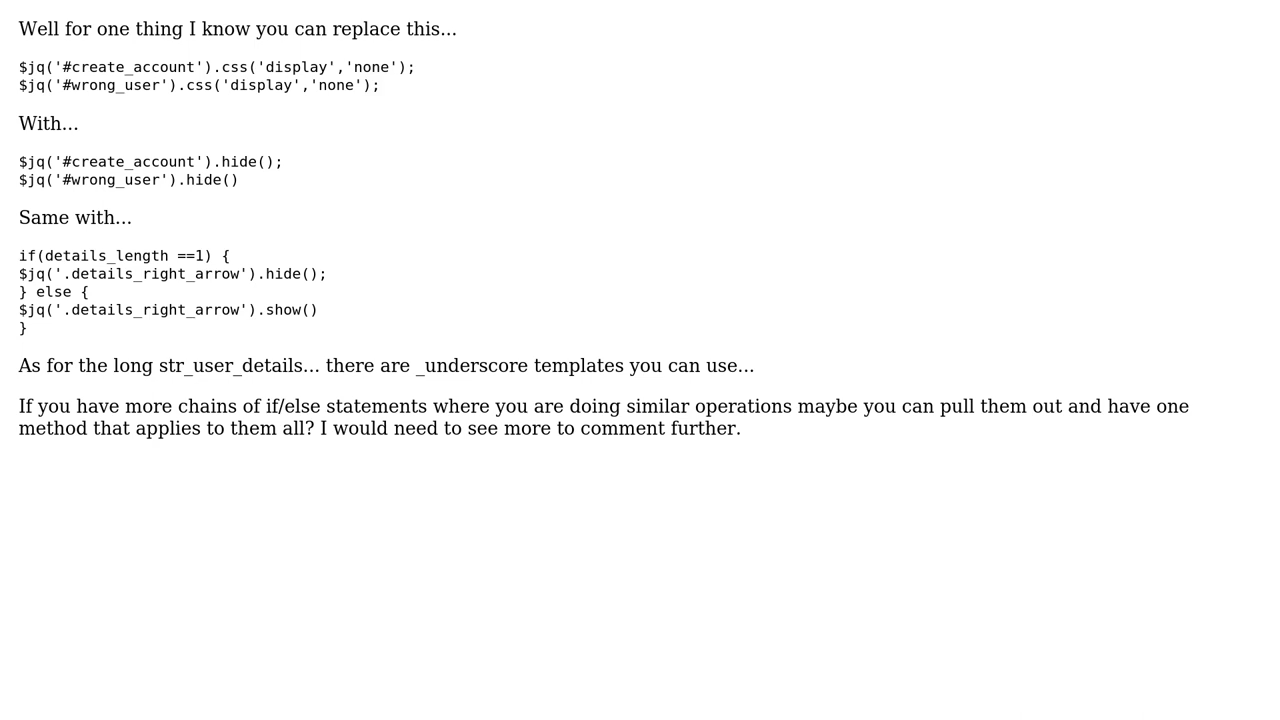 Well for one thing I know you can replace this...
$jq('#create_account').css('display','none');
$jq('#wrong_user').css('display','none');
With...
$jq('#create_account').hide();
$jq('#wrong_user').hide()
Same with...
if(details_length ==1) {
$jq('.details_right_arrow').hide();
} else {
$jq('.details_right_arrow').show()
}
As for the long str_user_details... there are _underscore templates you can use...
If you have more chains of if/else statements where you are doing similar operations maybe you can pull them out and have one
method that applies to them all? I would need to see more to comment further.